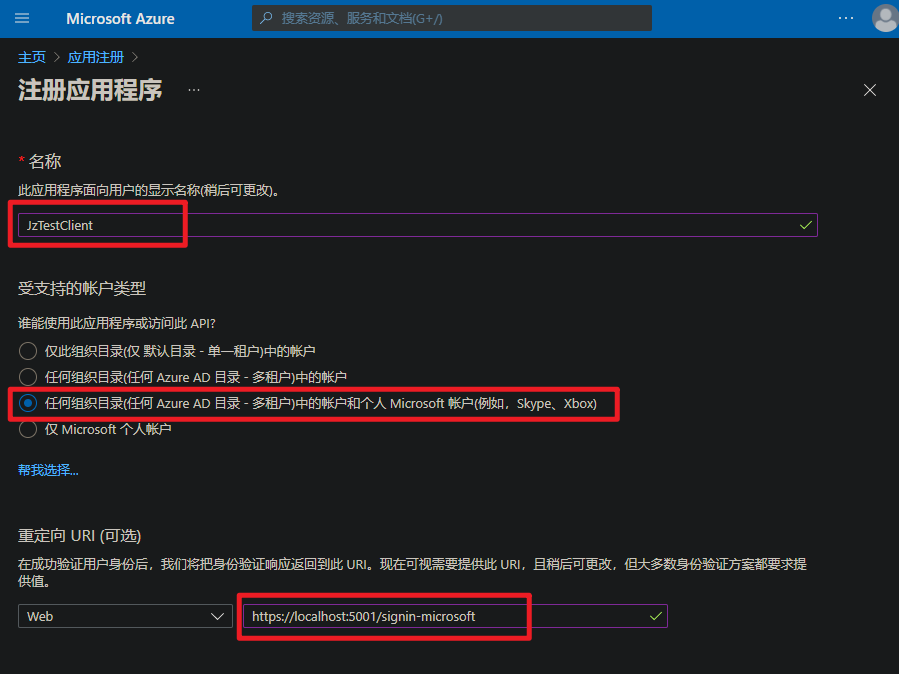 Microsoft Azure
搜索资源、服务和文档(G+/)
主页 > 应用注册 >
注册应用程序 ...
* 名称
此应用程序面向用户的显示名称(稍后可更改)。
JzTestClient
受支持的帐户类型
谁能使用此应用程序或访问此 API?
仅此组织目录(仅 默认目录 - 单一租户)中的帐户
任何组织目录(任何 Azure AD 目录 - 多租户)中的帐户
任何组织目录(任何 Azure AD 目录 - 多租户)中的帐户和个人 Microsoft 帐户(例如，Skype、Xbox)
仅 Microsoft 个人帐户
帮我选择...
重定向 URI (可选)
在成功验证用户身份后，我们将把身份验证响应返回到此 URI。现在可视需要提供此 URI，且稍后可更改，但大多数身份验证方案都要求提
供值。
Web
https://localhost:5001/signin-microsoft